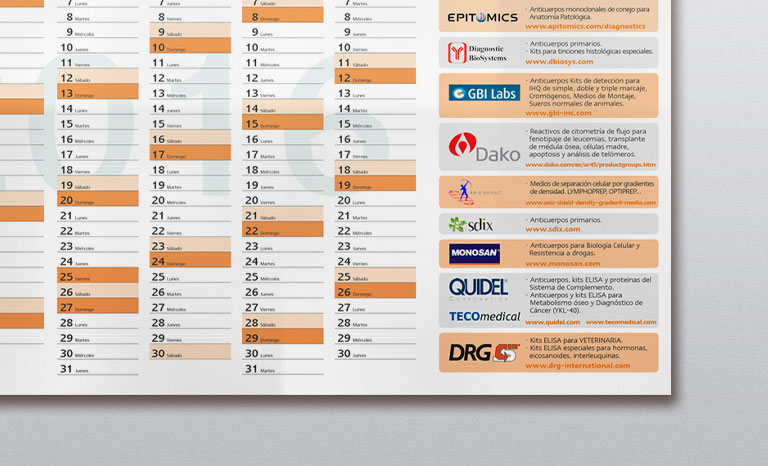 7 Lunes
8 Martes
9 Miércoles
10 Jueves
11 Viernes
12 Sábado
13 Domingo
14 Lunes
15 Martes
16 Miércoles
17 Jueves
18 Viernes
19 Sábado
20 Domingo
21 Lunes
22 Martes
23 Miércoles
24 Jueves
25 Viernes
26 Sábado
27 Domingo
28 Lunes
29 Martes
30 Miércoles
31 Jueves
7 Jueves
8 Viernes
9 Sábado
10 Domingo
11 Lunes
12 Martes
13 Miércoles
14 Jueves
15 Viernes
16 Sábado
17 Domingo
18 Lunes
19 Martes
20 Miércoles
21 Jueves
22 Viernes
23 Sábado
24 Domingo
25 Lunes
26 Martes
27 Miércoles
28 Jueves
29 Viernes
30 Sábado
7 Sábado
8 Domingo
9 Lunes
10 Martes
11 Miércoles
12 Jueves
13 Viernes
14 Sábado
15 Domingo
16 Lunes
17 Martes
18 Miércoles
19 Jueves
20 Viernes
21 Sábado
22 Domingo
23 Lunes
24 Martes
25 Miércoles
26 Jueves
27 Viernes
28 Sábado
29 Domingo
30 Lunes
31 Martes
7 Martes
8 Miércoles
9 Jueves
10 Viernes
11 Sábado
12 Domingo
13 Lunes
14 Martes
15 Miércoles
16 Jueves
17 Viernes
18 Sábado
19 Domingo
20 Lunes
21 Martes
22 Miércoles
23 Jueves
24 Viernes
25 Sábado
26 Domingo
27 Lunes
28 Martes
29 Miércoles
30 Jueves
2016
EPITOMICS
· Anticuerpos monoclonales de conejo para
Anatomía Patológica.
www.epitomics.com/diagnostics
Diagnostic
BioSystems
· Anticuerpos primarios.
· Kits para tinciones histológicas especiales.
www.dbiosys.com
GBI Labs
· Anticuerpos Kits de detección para
IHQ de simple, doble y triple marcaje,
Cromógenos, Medios de Montaje,
Sueros normales de animales.
www.gbi-inc.com
Dako
· Reactivos de citometría de flujo para
fenotipaje de leucemias, transplante
de médula ósea, células madre,
apoptosis y análisis de telómeros.
www.dako.com/es/ar45/productgroups.htm
AXIS-SHIELD
· Medios de separación celular por gradientes
de densidad. LYMPHOPREP, OPTIPREP...
www.axis-shield-density-gradient-media.com
sdix
· Anticuerpos primarios.
www.sdix.com
MONOSAN
· Anticuerpos para Biología Celular y
Resistencia a drogas.
www.monosan.com
QUIDEL
CORPORATION
TECOmedical
· Anticuerpos, kits ELISA y proteínas del
Sistema de Complemento.
· Anticuerpos y kits ELISA para
Metabolismo óseo y Diagnóstico de
Cáncer (YKL-40).
www.quidel.com www.tecomedical.com
DRG
· Kits ELISA para VETERINARIA.
· Kits ELISA especiales para hormonas,
eicosanoides, interleuquinas.
www.drg-international.com